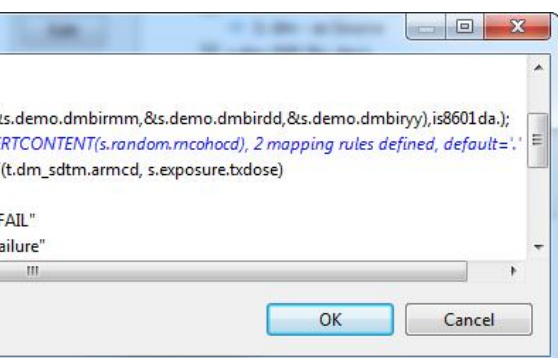 &s.demo.dmbirmm,&s.demo.dmbirdd,&s.demo.dmbiryy),is8601da.);
ERTCONTENT(s.random.rncohocd), 2 mapping rules defined, default='.'
(t.dm_sdtm.armcd, s.exposure.txdose)
FAIL"
ailure"
OK Cancel